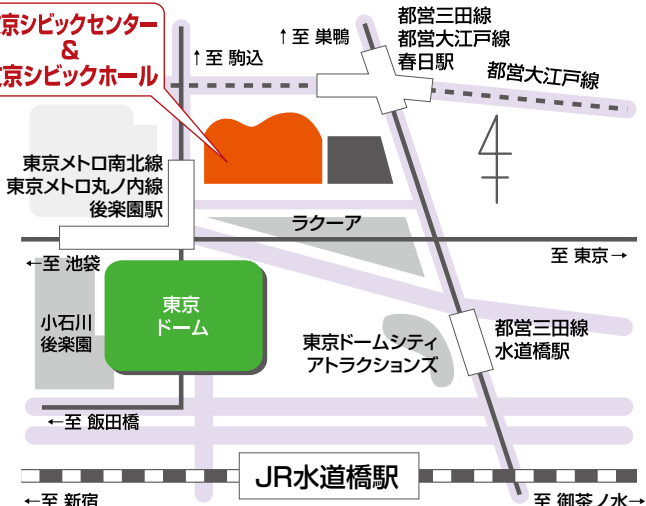 京シビックセンター
&
京シビックホール
↑至 駒込
↑至 巣鴨
都営三田線
都営大江戸線
春日駅
都営大江戸線
東京メトロ南北線
東京メトロ丸ノ内線
後楽園駅
ラクーア
←至 池袋
至 東京→
小石川
後楽園
東京
ドーム
東京ドームシティ
アトラクションズ
都営三田線
水道橋駅
←至 飯田橋
JR水道橋駅
←至 新宿
至 御茶ノ水→